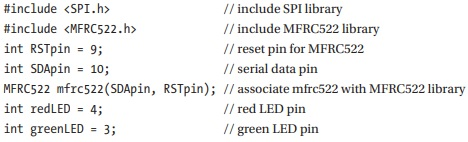 #include <SPI.h> // include SPI library
#include <MFRC522.h> // include MFRC522 library
int RSTpin = 9; // reset pin for MFRC522
int SDApin = 10; // serial data pin
MFRC522 mfrc522(SDApin, RSTpin); // associate mfrc522 with MFRC522 library
int redLED = 4; // red LED pin
int greenLED = 3; // green LED pin